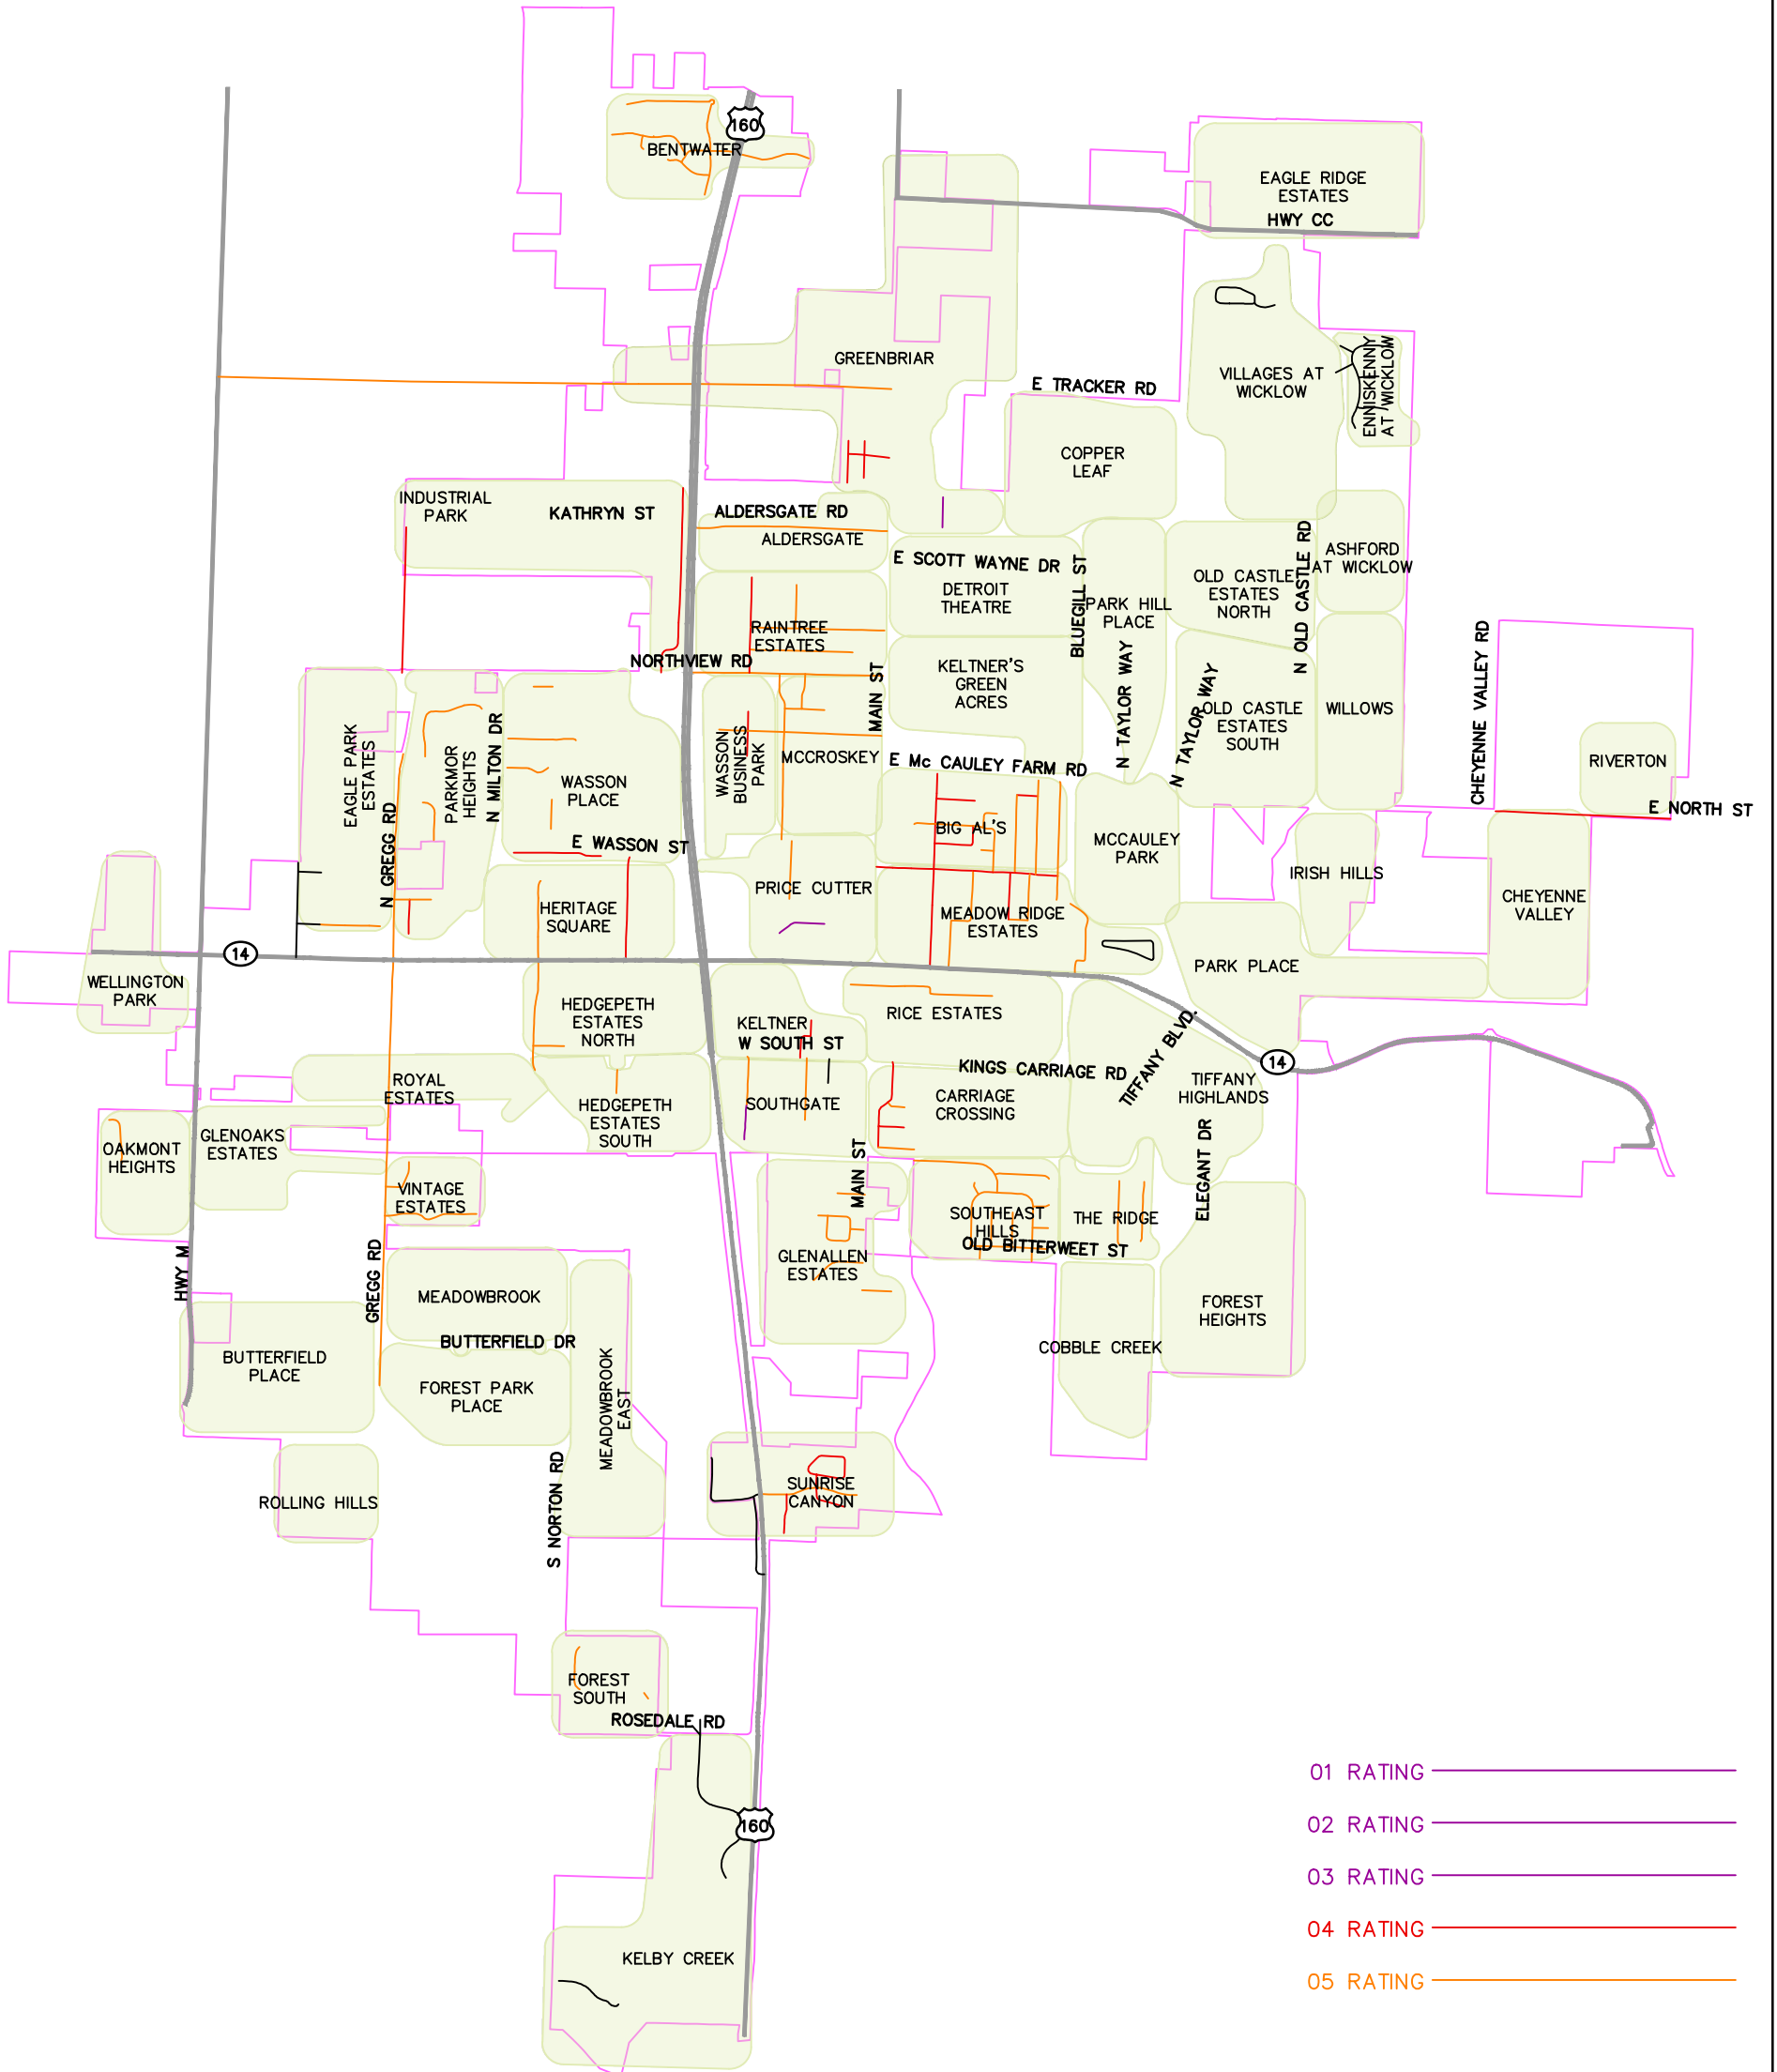 160
BENTWATER
EAGLE RIDGE
ESTATES
HWY CC
GREENBRIAR
E TRACKER RD
VILLAGES AT
WICKLOW
ENNISKENNY
AT WICKLOW
COPPER
LEAF
INDUSTRIAL
PARK
KATHRYN ST
ALDERSGATE RD
ALDERSGATE
E SCOTT WAYNE DR
DETROIT
THEATRE
BLUEGILL ST
PARK HILL
PLACE
OLD CASTLE
ESTATES
NORTH
N OLD CASTLE RD
ASHFORD
AT WICKLOW
RAINTREE
ESTATES
NORTHVIEW RD
MAIN ST
KELTNER'S
GREEN
ACRES
N TAYLOR WAY
N TAYLOR WAY
OLD CASTLE
ESTATES
SOUTH
WILLOWS
CHEYENNE VALLEY RD
RIVERTON
E NORTH ST
EAGLE PARK
ESTATES
N GREGG RD
PARKMOR
HEIGHTS
N MILTON DR
WASSON
PLACE
E WASSON ST
WASSON
BUSINESS
PARK
MCCROSKEY
E Mc CAULEY FARM RD
BIG AL'S
MCCAULEY
PARK
IRISH HILLS
CHEYENNE
VALLEY
PRICE CUTTER
HERITAGE
SQUARE
MEADOW RIDGE
ESTATES
14
WELLINGTON
PARK
PARK PLACE
HEDGEPETH
ESTATES
NORTH
KELTNER
W SOUTH ST
RICE ESTATES
KINGS CARRIAGE RD
TIFFANY BLVD.
14
TIFFANY
HIGHLANDS
ROYAL
ESTATES
HEDGEPETH
ESTATES
SOUTH
SOUTHGATE
CARRIAGE
CROSSING
ELEGANT DR
OAKMONT
HEIGHTS
GLENOAKS
ESTATES
VINTAGE
ESTATES
MAIN ST
SOUTHEAST
HILLS
THE RIDGE
OLD BITTERWEET ST
GLENALLEN
ESTATES
HWY M
GREGG RD
MEADOWBROOK
BUTTERFIELD DR
FOREST
HEIGHTS
COBBLE CREEK
BUTTERFIELD
PLACE
FOREST PARK
PLACE
MEADOWBROOK
EAST
S NORTON RD
ROLLING HILLS
SUNRISE
CANYON
FOREST
SOUTH
ROSEDALE RD
160
KELBY CREEK
01 RATING
02 RATING
03 RATING
04 RATING
05 RATING